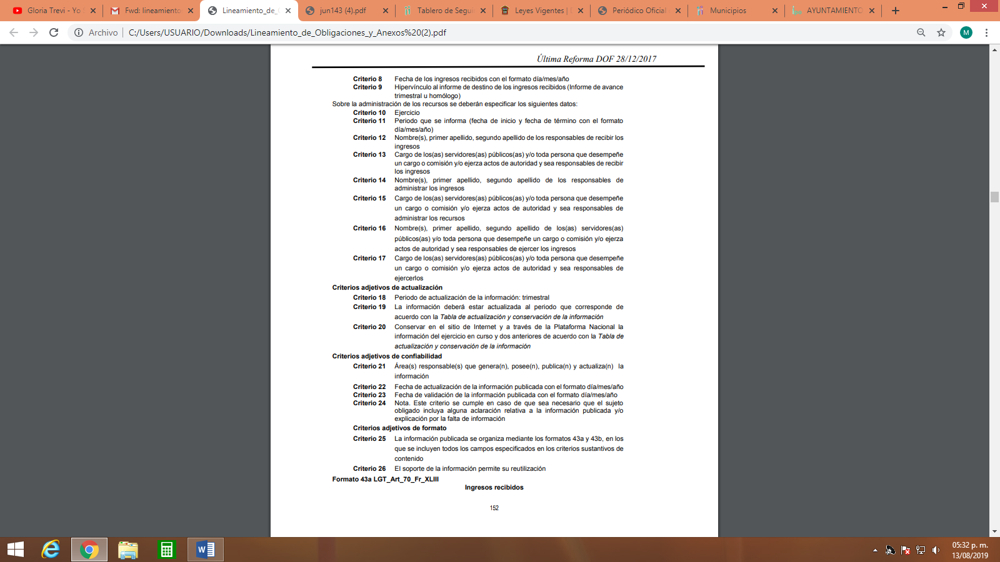 Gloria Trevi - Yo S
Fwd: lineamiento
Lineamiento_de_
jun143 (4).pdf
Tablero de Segui
Leyes Vigentes |
Periódico Oficial
Municipios
AYUNTAMIENTO
Archivo | C:/Users/USUARIO/Downloads/Lineamiento_de_Obligaciones_y_Anexos%20(2).pdf
M
Última Reforma DOF 28/12/2017
Criterio 8 Fecha de los ingresos recibidos con el formato día/mes/año
Criterio 9 Hipervínculo al informe de destino de los ingresos recibidos (Informe de avance
trimestral u homólogo)
Sobre la administración de los recursos se deberán especificar los siguientes datos:
Criterio 10 Ejercicio
Criterio 11 Periodo que se informa (fecha de inicio y fecha de término con el formato
día/mes/año)
Criterio 12 Nombre(s), primer apellido, segundo apellido de los responsables de recibir los
ingresos
Criterio 13 Cargo de los(as) servidores(as) públicos(as) y/o toda persona que desempeñe
un cargo o comisión y/o ejerza actos de autoridad y sea responsables de recibir
los ingresos
Criterio 14 Nombre(s), primer apellido, segundo apellido de los responsables de
administrar los ingresos
Criterio 15 Cargo de los(as) servidores(as) públicos(as) y/o toda persona que desempeñe
un cargo o comisión y/o ejerza actos de autoridad y sea responsables de
administrar los recursos
Criterio 16 Nombre(s), primer apellido, segundo apellido de los(as) servidores(as)
públicos(as) y/o toda persona que desempeñe un cargo o comisión y/o ejerza
actos de autoridad y sea responsables de ejercer los ingresos
Criterio 17 Cargo de los(as) servidores(as) públicos(as) y/o toda persona que desempeñe
un cargo o comisión y/o ejerza actos de autoridad y sea responsables de
ejercerlos
Criterios adjetivos de actualización
Criterio 18 Periodo de actualización de la información: trimestral
Criterio 19 La información deberá estar actualizada al periodo que corresponde de
acuerdo con la Tabla de actualización y conservación de la información
Criterio 20 Conservar en el sitio de Internet y a través de la Plataforma Nacional la
información del ejercicio en curso y dos anteriores de acuerdo con la Tabla de
actualización y conservación de la información
Criterios adjetivos de confiabilidad
Criterio 21 Área(s) responsable(s) que genera(n), posee(n), publica(n) y actualiza(n) la
información
Criterio 22 Fecha de actualización de la información publicada con el formato día/mes/año
Criterio 23 Fecha de validación de la información publicada con el formato día/mes/año
Criterio 24 Nota. Este criterio se cumple en caso de que sea necesario que el sujeto
obligado incluya alguna aclaración relativa a la información publicada y/o
explicación por la falta de información
Criterios adjetivos de formato
Criterio 25 La información publicada se organiza mediante los formatos 43a y 43b, en los
que se incluyen todos los campos especificados en los criterios sustantivos de
contenido
Criterio 26 El soporte de la información permite su reutilización
Formato 43a LGT_Art_70_Fr_XLIII
Ingresos recibidos
152
05:32 p. m.
13/08/2019